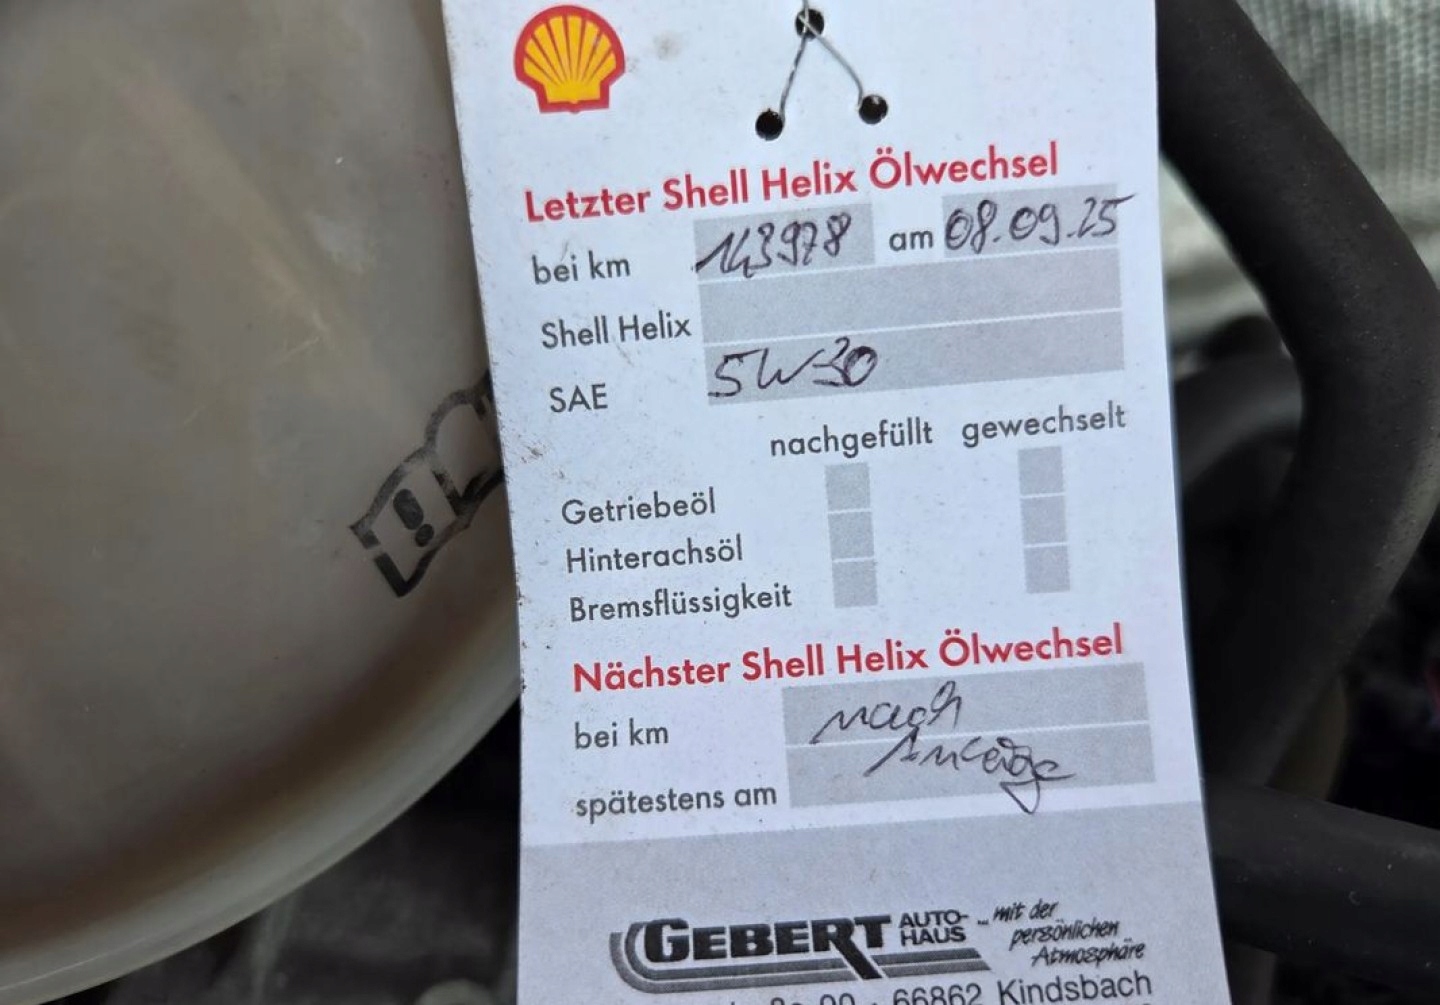 Letzter Shell Helix Ölwechsel
bei km 143978 am 08.09.25
Shell Helix
SAE 5W-30
nachgefüllt gewechselt
Getriebeöl
Hinterachsöl
Bremsflüssigkeit
Nächster Shell Helix Ölwechsel
bei km nach
spätestens am Anzeige
GEBERT AUTO-HAUS ...mit der persönlichen Atmosphäre
66862 Kindsbach